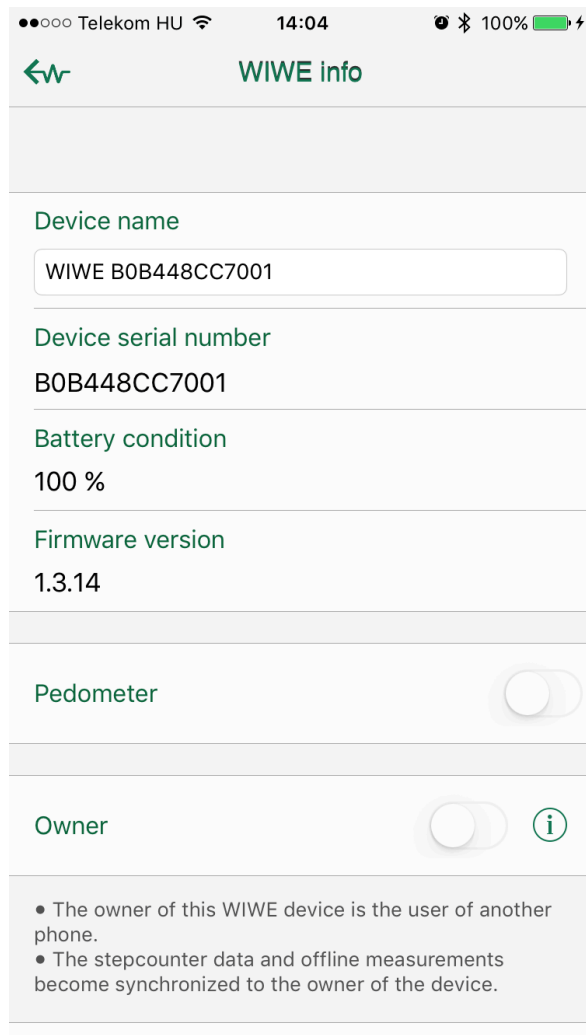 Telekom HU 14:04 100%
WIWE info
Device name
WIWE B0B448CC7001
Device serial number
B0B448CC7001
Battery condition
100 %
Firmware version
1.3.14
Pedometer
Owner i
• The owner of this WIWE device is the user of another
phone.
• The stepcounter data and offline measurements
become synchronized to the owner of the device.